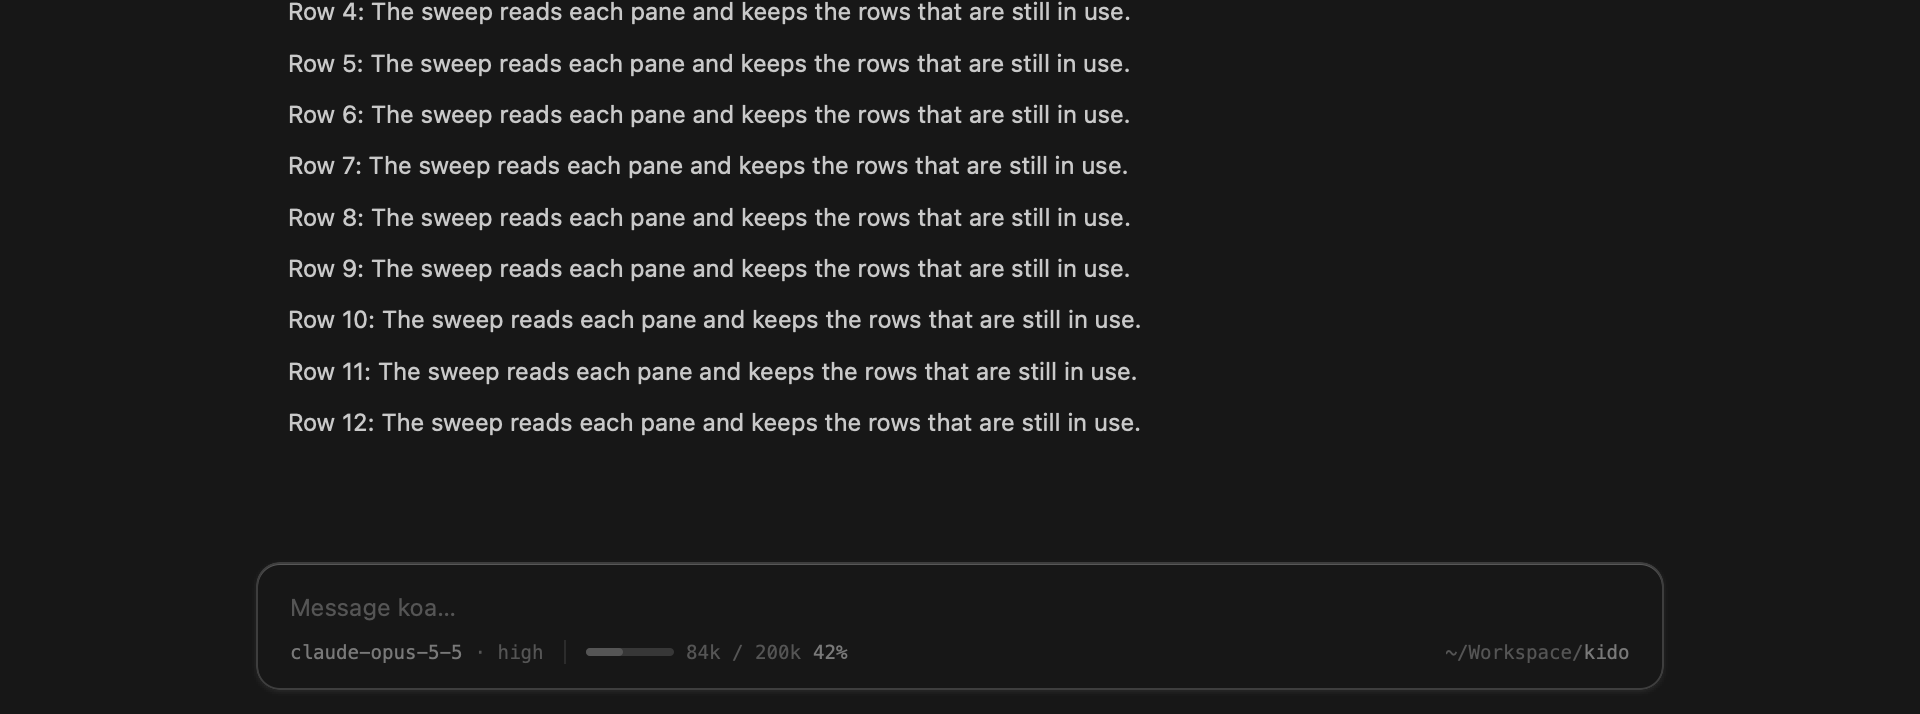 Row 4: The sweep reads each pane and keeps the rows that are still in use.
Row 5: The sweep reads each pane and keeps the rows that are still in use.
Row 6: The sweep reads each pane and keeps the rows that are still in use.
Row 7: The sweep reads each pane and keeps the rows that are still in use.
Row 8: The sweep reads each pane and keeps the rows that are still in use.
Row 9: The sweep reads each pane and keeps the rows that are still in use.
Row 10: The sweep reads each pane and keeps the rows that are still in use.
Row 11: The sweep reads each pane and keeps the rows that are still in use.
Row 12: The sweep reads each pane and keeps the rows that are still in use.
Message koa...
claude-opus-5-5 · high 84k / 200k 42% ~/Workspace/kido